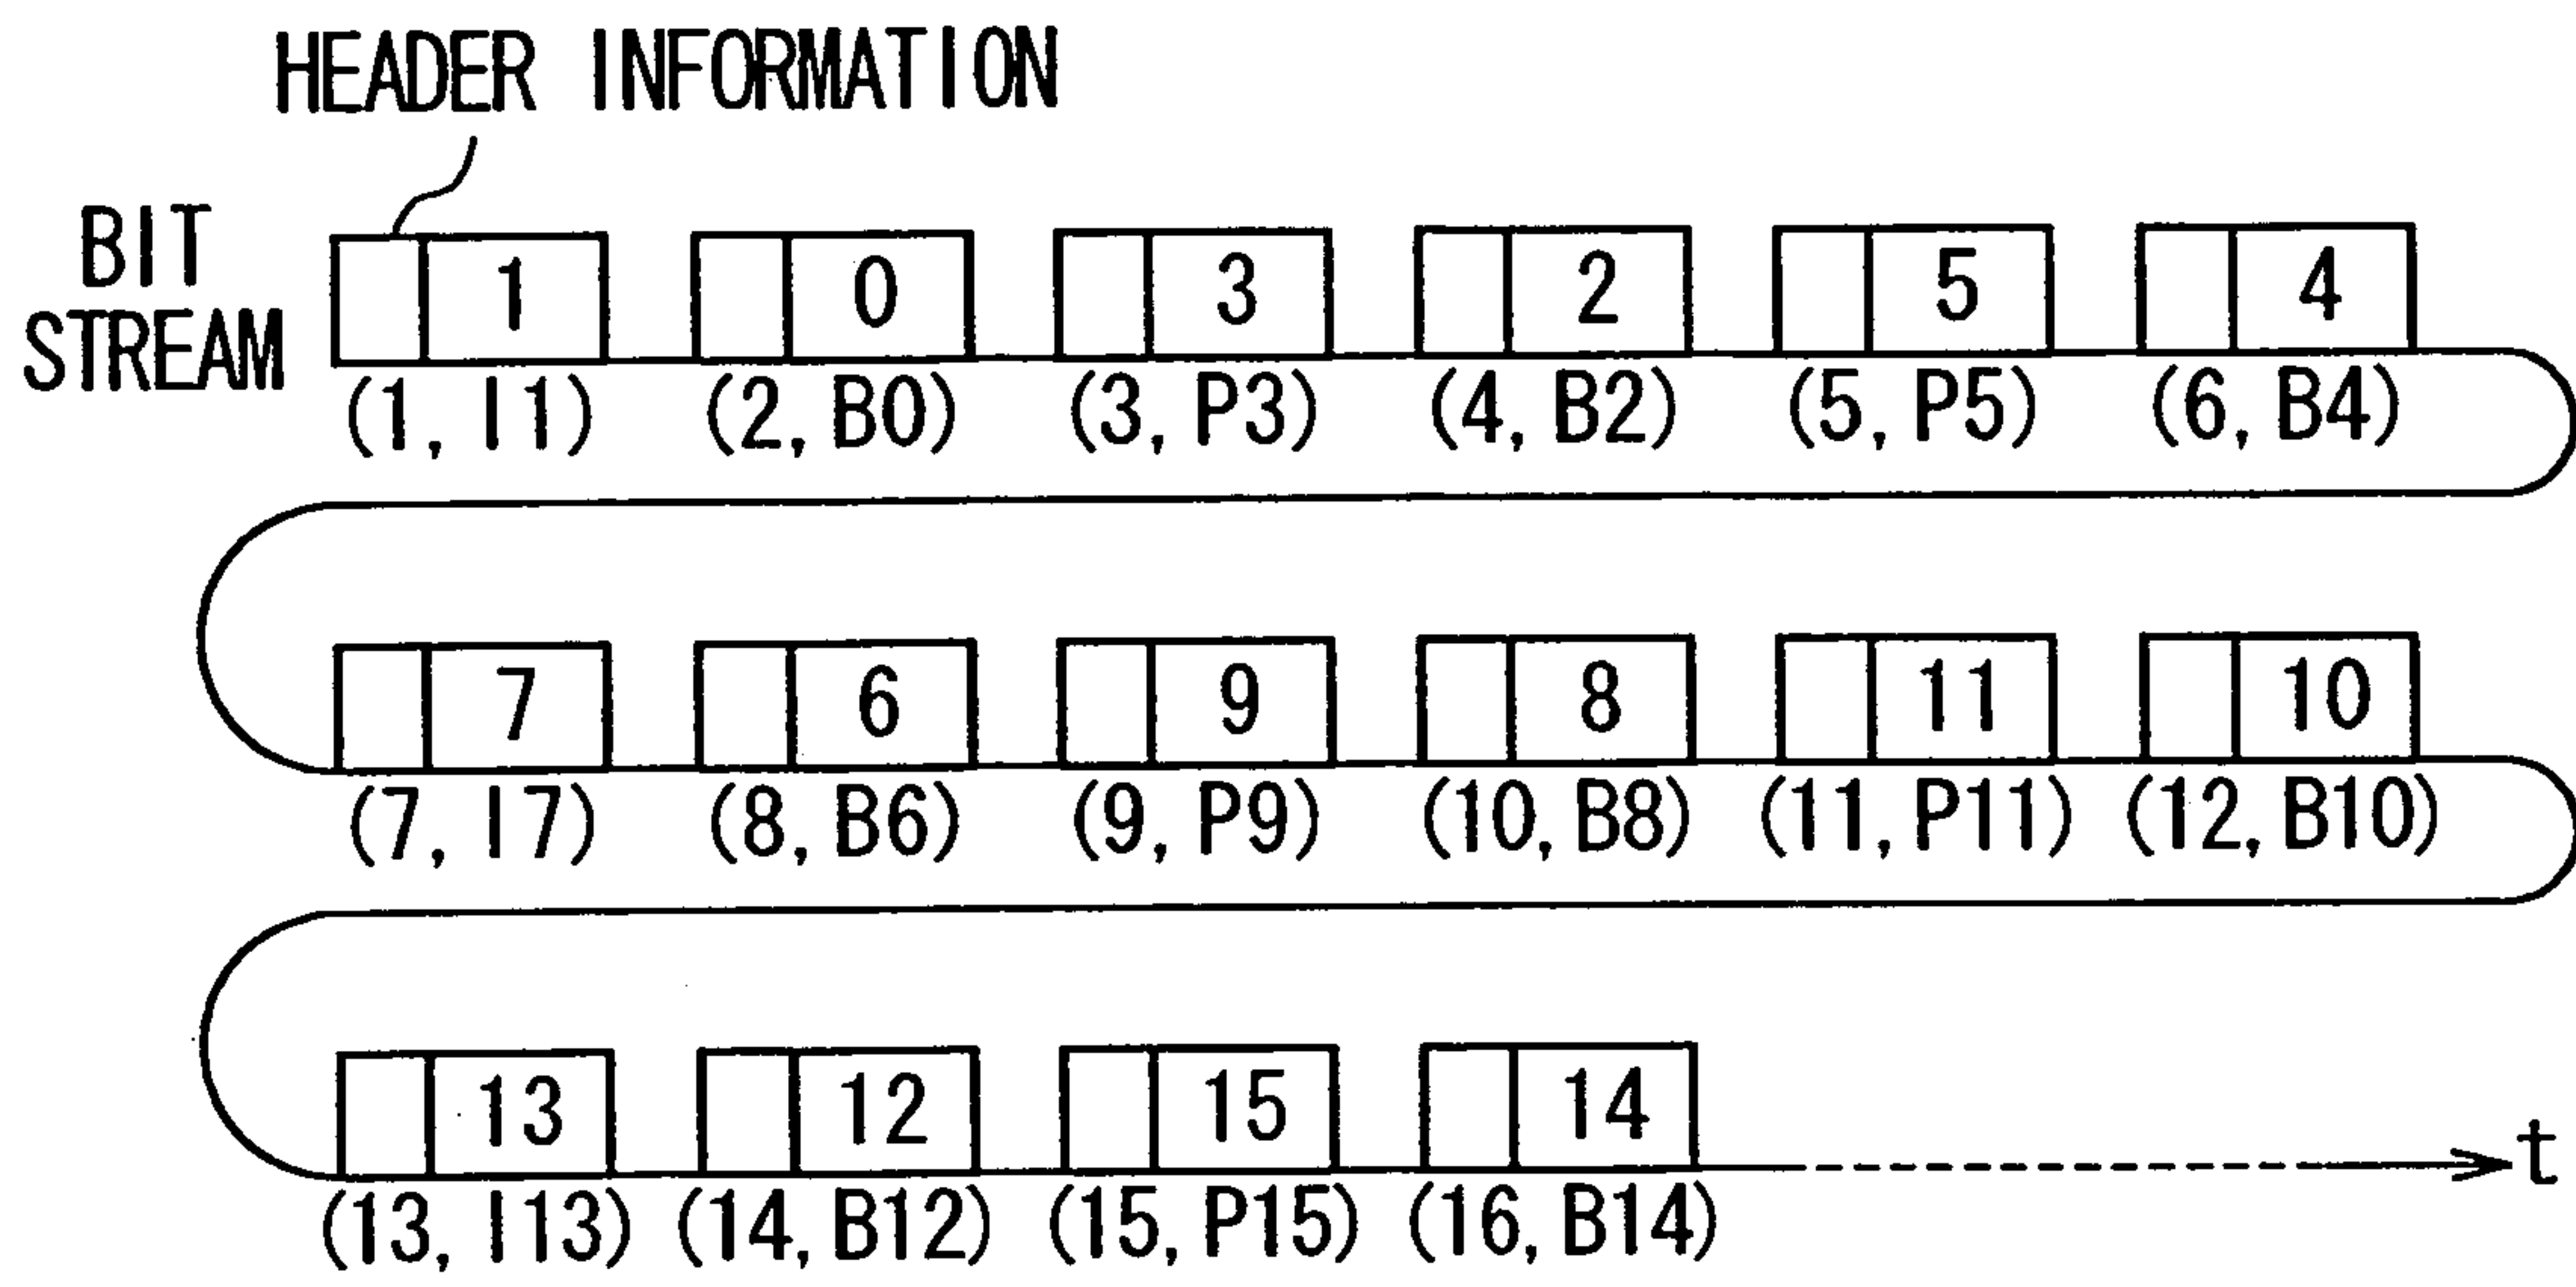 HEADER INFORMATION
BIT
STREAM
1 0 3 2 5 4
(1, I1) (2, B0) (3, P3) (4, B2) (5, P5) (6, B4)
7 6 9 8 11 10
(7, I7) (8, B6) (9, P9) (10, B8) (11, P11) (12, B10)
13 12 15 14
t
(13, I13) (14, B12) (15, P15) (16, B14)